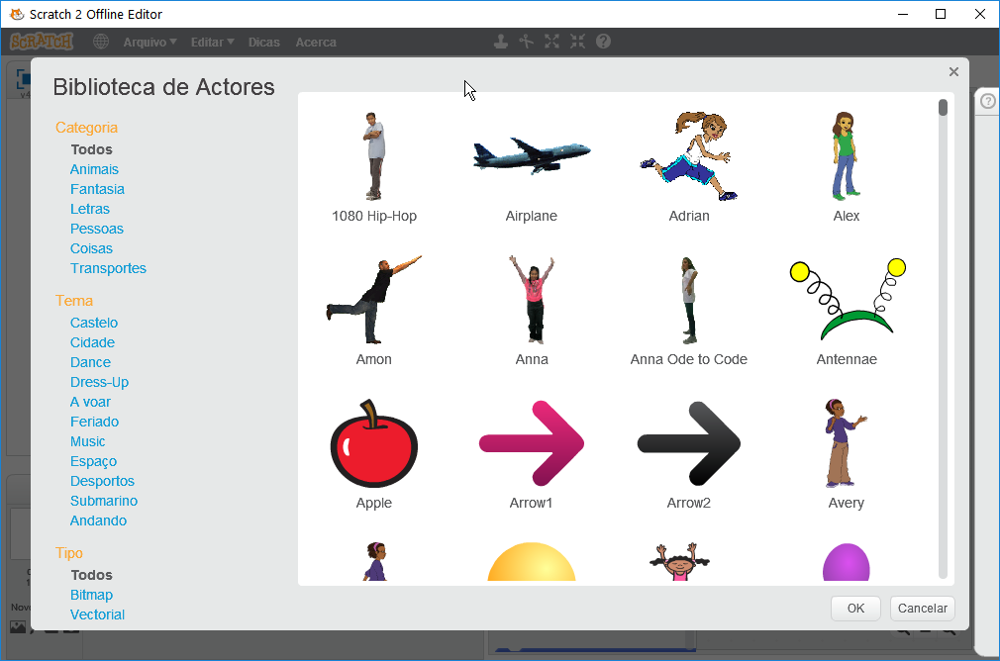 Scratch 2 Offline Editor
SCRATCH
Arquivo
Editar
Dicas
Acerca
Biblioteca de Actores
Categoria
Todos
Animais
Fantasia
Letras
Pessoas
Coisas
Transportes
Tema
Castelo
Cidade
Dance
Dress-Up
A voar
Feriado
Music
Espaço
Desportos
Submarino
Andando
Tipo
Todos
Bitmap
Vectorial
1080 Hip-Hop
Airplane
Adrian
Alex
Amon
Anna
Anna Ode to Code
Antennae
Apple
Arrow1
Arrow2
Avery
OK
Cancelar